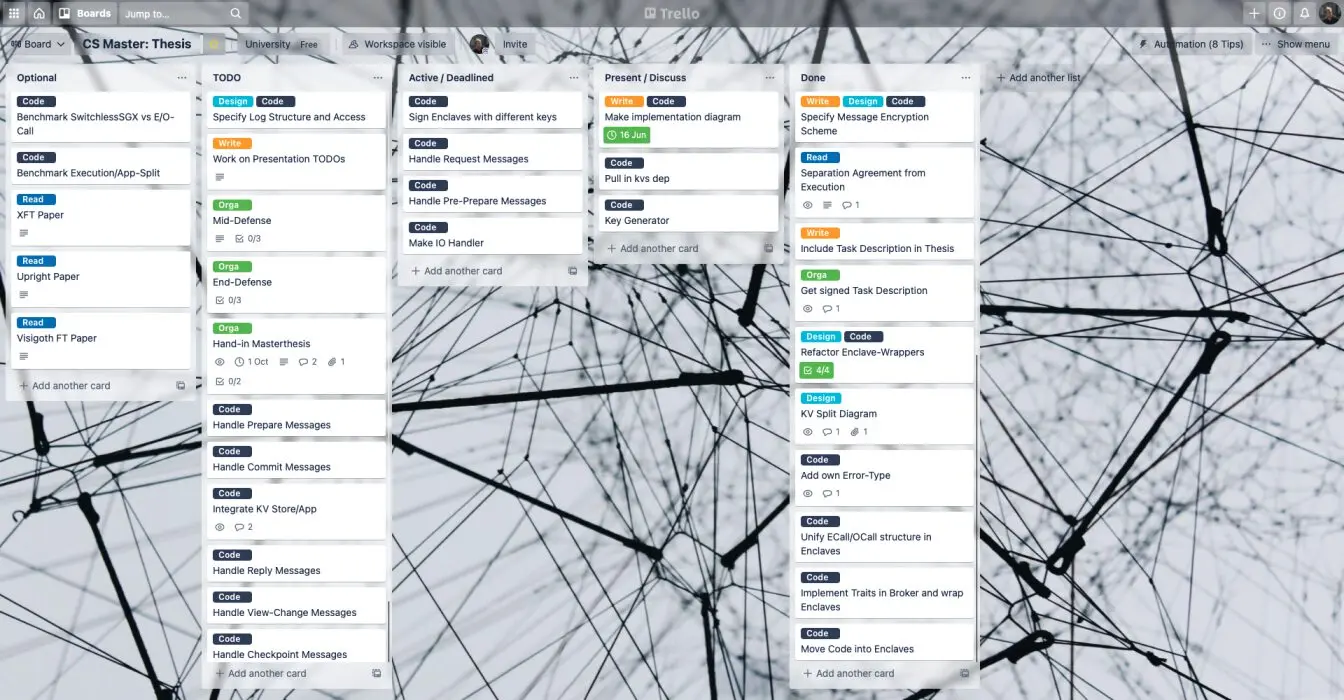 Boards
Jump to...
Trello
Board
CS Master: Thesis
University
Free
Workspace visible
Invite
Automation (8 Tips)
Show menu
Optional
Code
Benchmark SwitchlessSGX vs E/O-
Call
Code
Benchmark Execution/App-Split
Read
XFT Paper
Read
Upright Paper
Read
Visigoth FT Paper
Add another card
TODO
Design Code
Specify Log Structure and Access
Write
Work on Presentation TODOs
Orga
Mid-Defense
0/3
Orga
End-Defense
0/3
Orga
Hand-in Masterthesis
1 Oct 2 1
0/2
Code
Handle Prepare Messages
Code
Handle Commit Messages
Code
Integrate KV Store/App
2
Code
Handle Reply Messages
Code
Handle View-Change Messages
Code
Handle Checkpoint Messages
Add another card
Active / Deadlined
Code
Sign Enclaves with different keys
Code
Handle Request Messages
Code
Handle Pre-Prepare Messages
Code
Make IO Handler
Add another card
Present / Discuss
Write Code
Make implementation diagram
16 Jun
Code
Pull in kvs dep
Code
Key Generator
Add another card
Done
Write Design Code
Specify Message Encryption
Scheme
Read
Separation Agreement from
Execution
1
Write
Include Task Description in Thesis
Orga
Get signed Task Description
1
Design Code
Refactor Enclave-Wrappers
4/4
Design
KV Split Diagram
1 1
Code
Add own Error-Type
1
Code
Unify ECall/OCall structure in
Enclaves
Code
Implement Traits in Broker and wrap
Enclaves
Code
Move Code into Enclaves
Add another card
Add another list